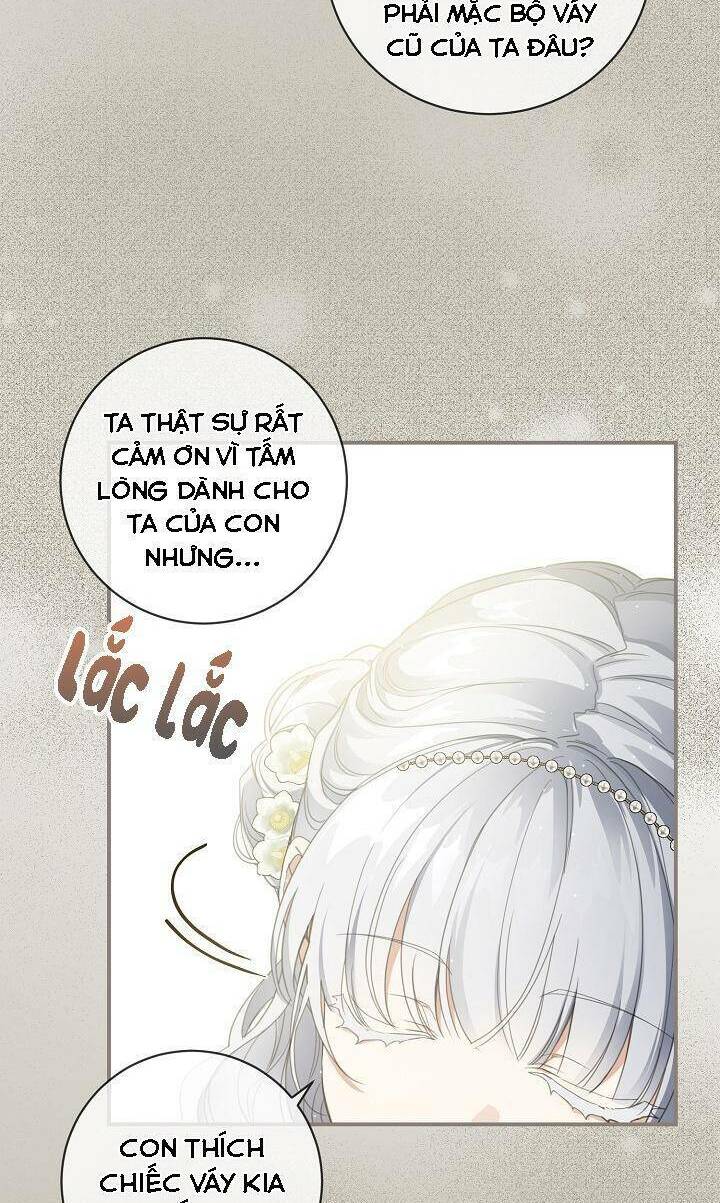 PHẢI MẶC BỘ VÁY
CŨ CỦA TA ĐÂU?
TA THẬT SỰ RẤT
CẢM ƠN VÌ TẤM
LÒNG DÀNH CHO
TA CỦA CON
NHƯNG...
LẮC LẮC
CON THÍCH
CHIẾC VÁY KIA